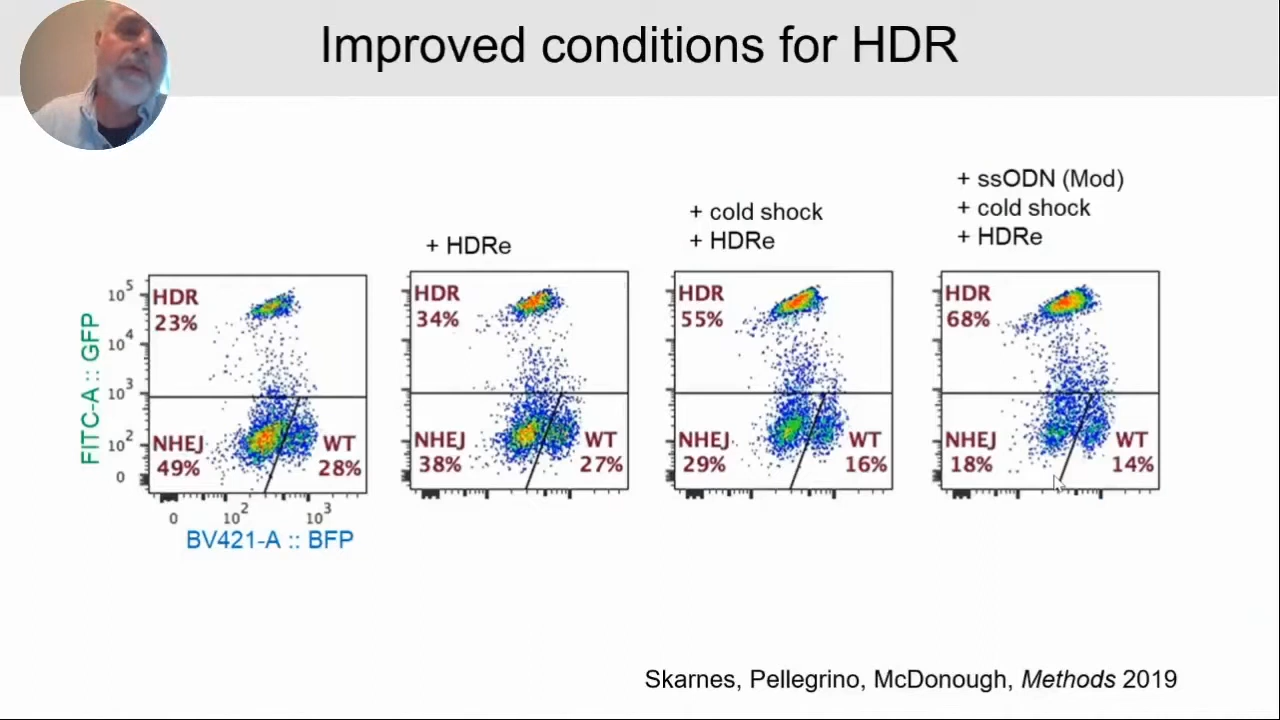 Improved conditions for HDR
+ HDRe
+ cold shock
+ HDRe
+ ssODN (Mod)
+ cold shock
+ HDRe
FITC-A :: GFP
10^5
10^4
10^3
10^2
0
HDR
23%
NHEJ
49%
WT
28%
0
10^2
10^3
BV421-A :: BFP
HDR
34%
NHEJ
38%
WT
27%
HDR
55%
NHEJ
29%
WT
16%
HDR
68%
NHEJ
18%
WT
14%
Skarnes, Pellegrino, McDonough, Methods 2019